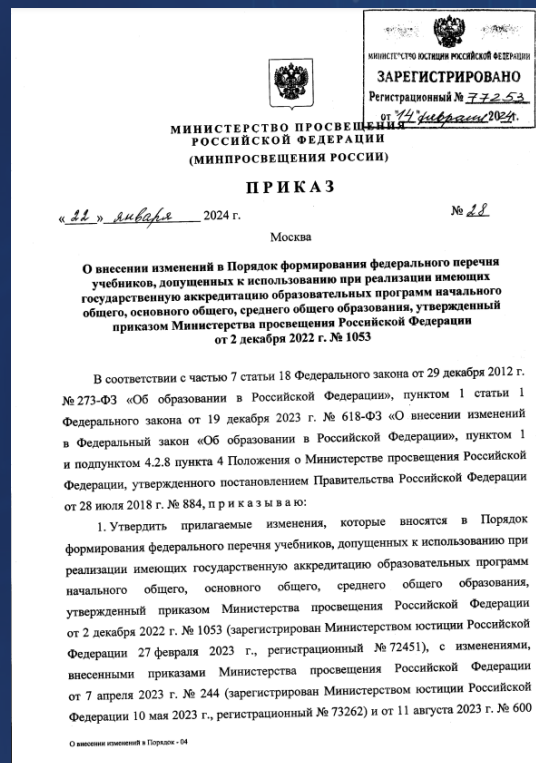 МИНИСТЕРСТВО ЮСТИЦИИ РОССИЙСКОЙ ФЕДЕРАЦИИ
ЗАРЕГИСТРИРОВАНО
Регистрационный № 77253
от "14" февраля 2024г.
МИНИСТЕРСТВО ПРОСВЕЩЕНИЯ
РОССИЙСКОЙ ФЕДЕРАЦИИ
(МИНПРОСВЕЩЕНИЯ РОССИИ)
ПРИКАЗ
« 22 » января 2024 г.
№ 28
Москва
О внесении изменений в Порядок формирования федерального перечня
учебников, допущенных к использованию при реализации имеющих
государственную аккредитацию образовательных программ начального
общего, основного общего, среднего общего образования, утвержденный
приказом Министерства просвещения Российской Федерации
от 2 декабря 2022 г. № 1053
В соответствии с частью 7 статьи 18 Федерального закона от 29 декабря 2012 г.
№ 273-ФЗ «Об образовании в Российской Федерации», пунктом 1 статьи 1
Федерального закона от 19 декабря 2023 г. № 618-ФЗ «О внесении изменений
в Федеральный закон «Об образовании в Российской Федерации», пунктом 1
и подпунктом 4.2.8 пункта 4 Положения о Министерстве просвещения Российской
Федерации, утвержденного постановлением Правительства Российской Федерации
от 28 июля 2018 г. № 884, п р и к а з ы в а ю:
1. Утвердить прилагаемые изменения, которые вносятся в Порядок
формирования федерального перечня учебников, допущенных к использованию при
реализации имеющих государственную аккредитацию образовательных программ
начального общего, основного общего, среднего общего образования,
утвержденный приказом Министерства просвещения Российской Федерации
от 2 декабря 2022 г. № 1053 (зарегистрирован Министерством юстиции Российской
Федерации 27 февраля 2023 г., регистрационный № 72451), с изменениями,
внесенными приказами Министерства просвещения Российской Федерации
от 7 апреля 2023 г. № 244 (зарегистрирован Министерством юстиции Российской
Федерации 10 мая 2023 г., регистрационный № 73262) и от 11 августа 2023 г. № 600
О внесении изменений в Порядок - 04